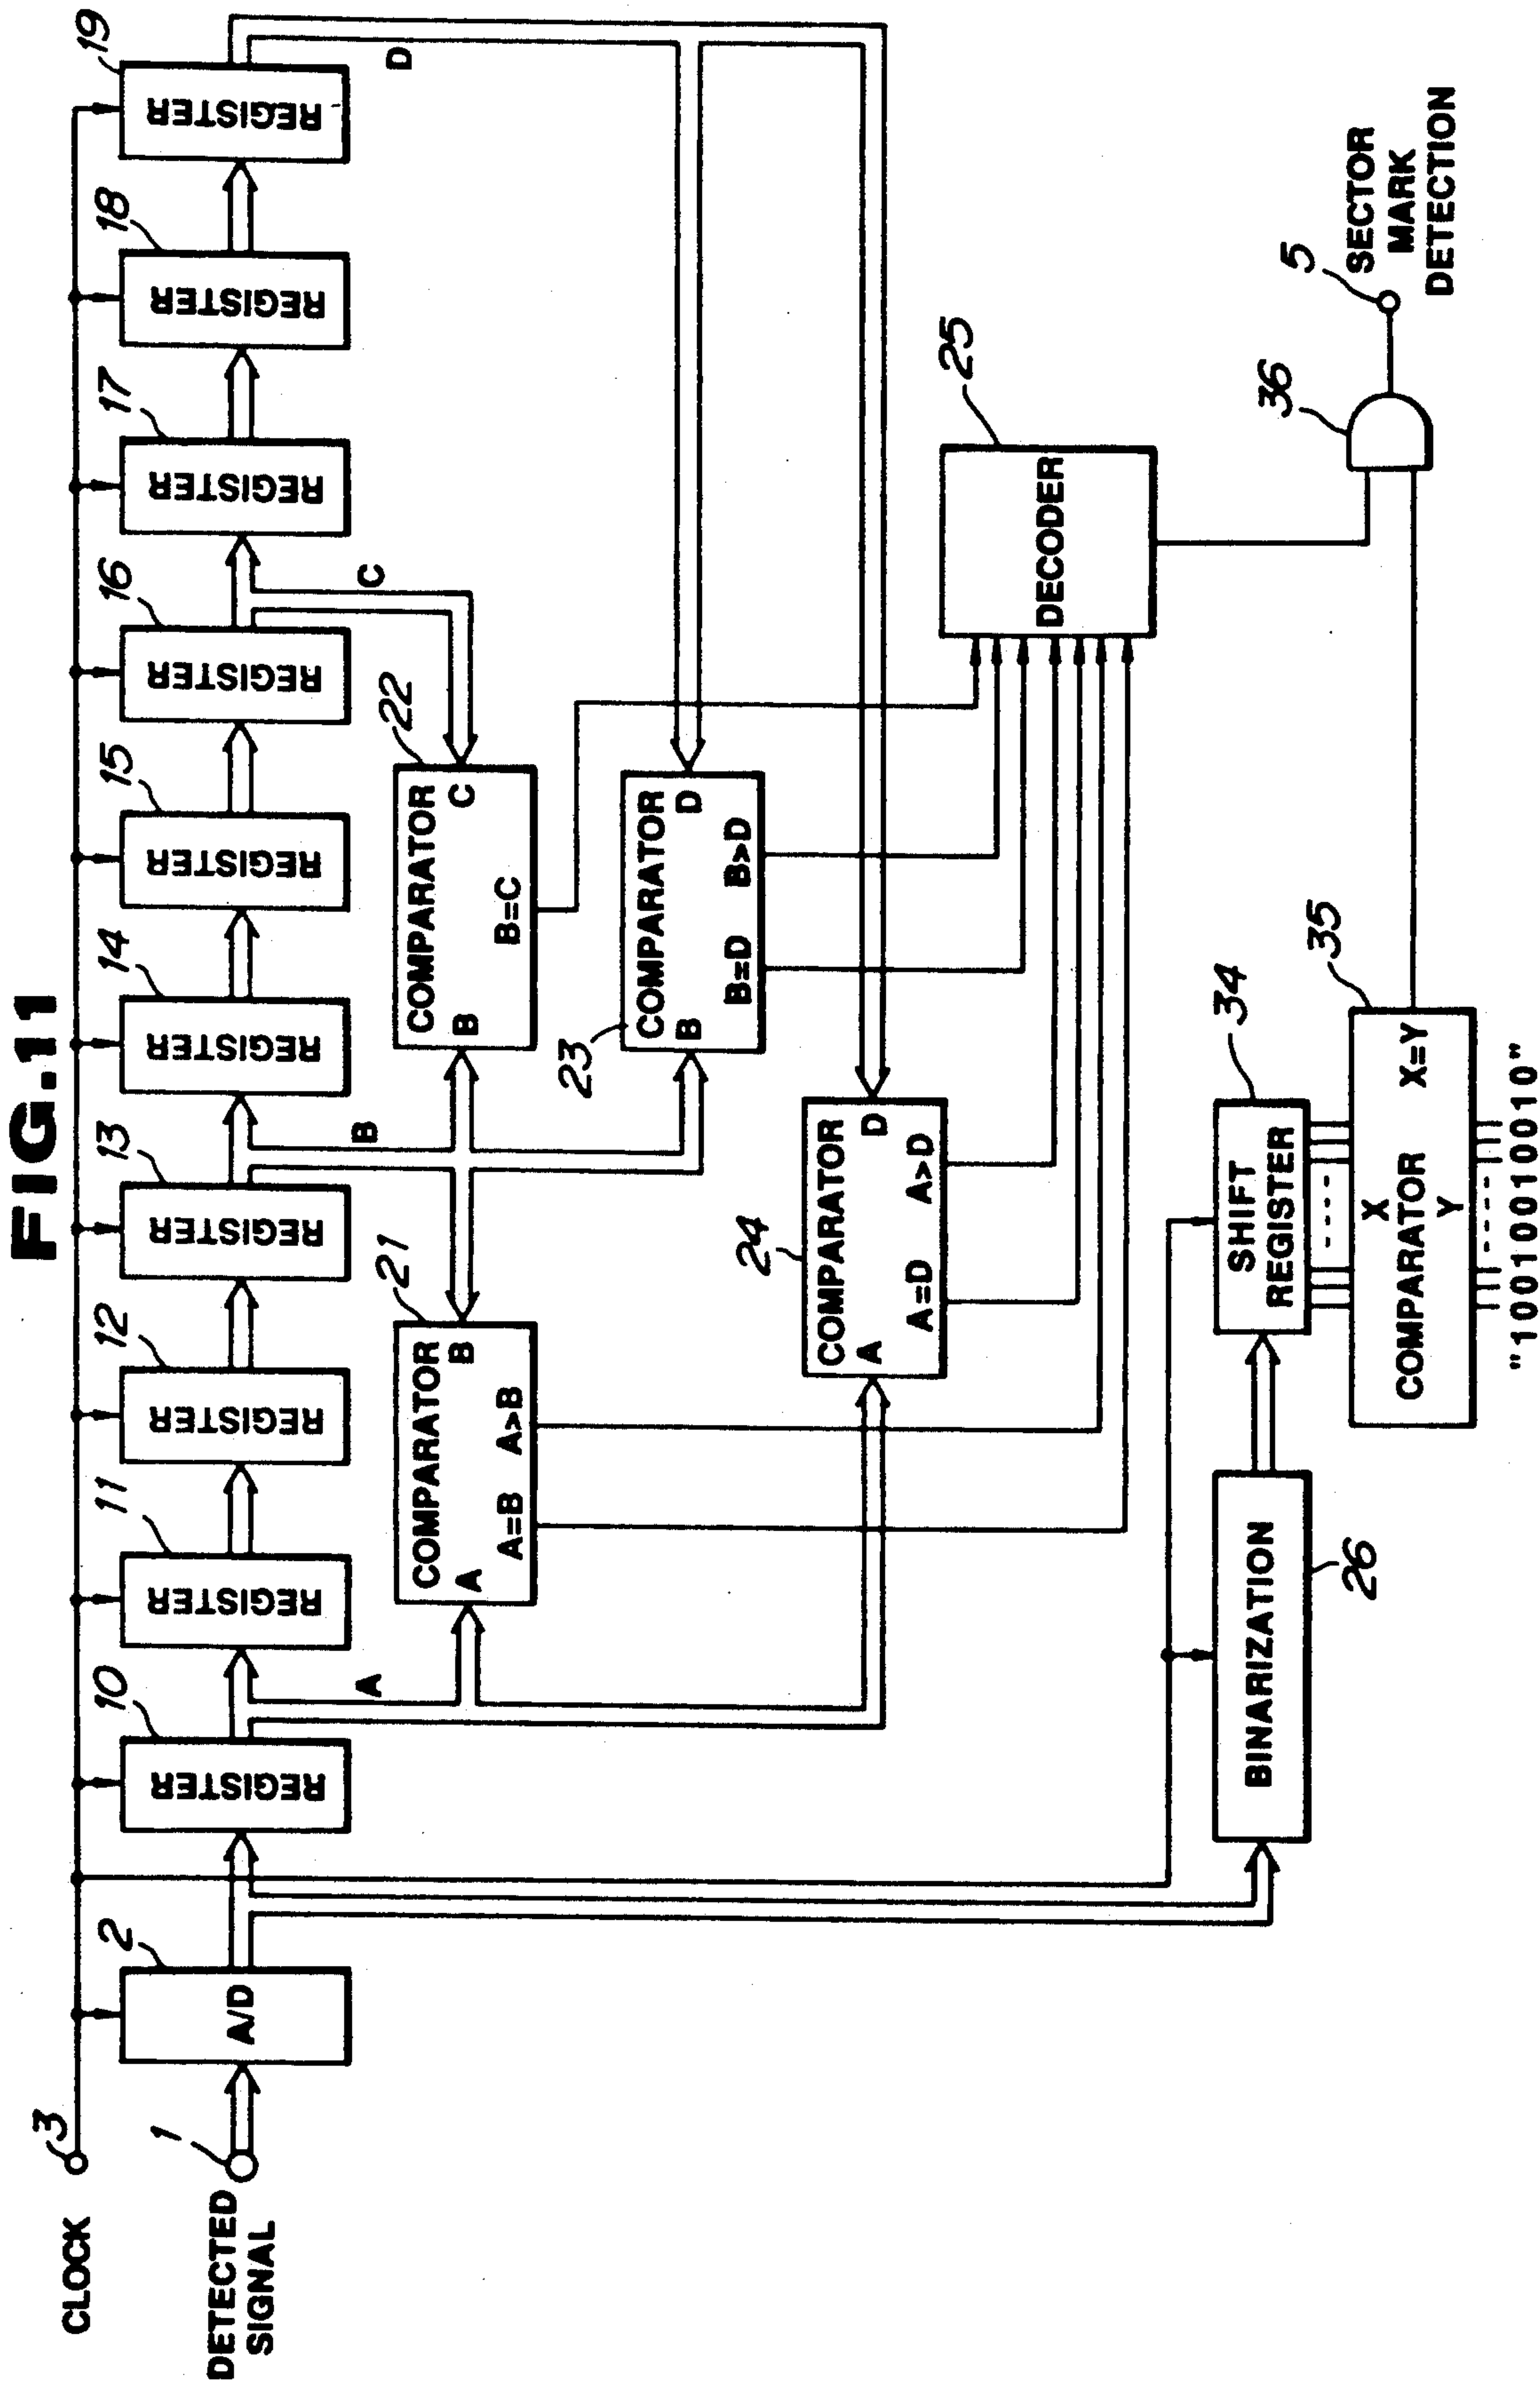 FIG.11
CLOCK
3
DETECTED
SIGNAL
1
A/D
2
REGISTER
10
REGISTER
11
REGISTER
12
REGISTER
13
REGISTER
14
REGISTER
15
REGISTER
16
REGISTER
17
REGISTER
18
REGISTER
19
A
B
C
D
COMPARATOR
21
A
B
A=B
A>B
COMPARATOR
22
B
C
B=C
COMPARATOR
23
B
D
B=D
B>D
COMPARATOR
24
A
D
A=D
A>D
DECODER
25
BINARIZATION
26
SHIFT
REGISTER
34
X
COMPARATOR
X=Y
Y
35
"1001001001 0010"
36
5
SECTOR
MARK
DETECTION